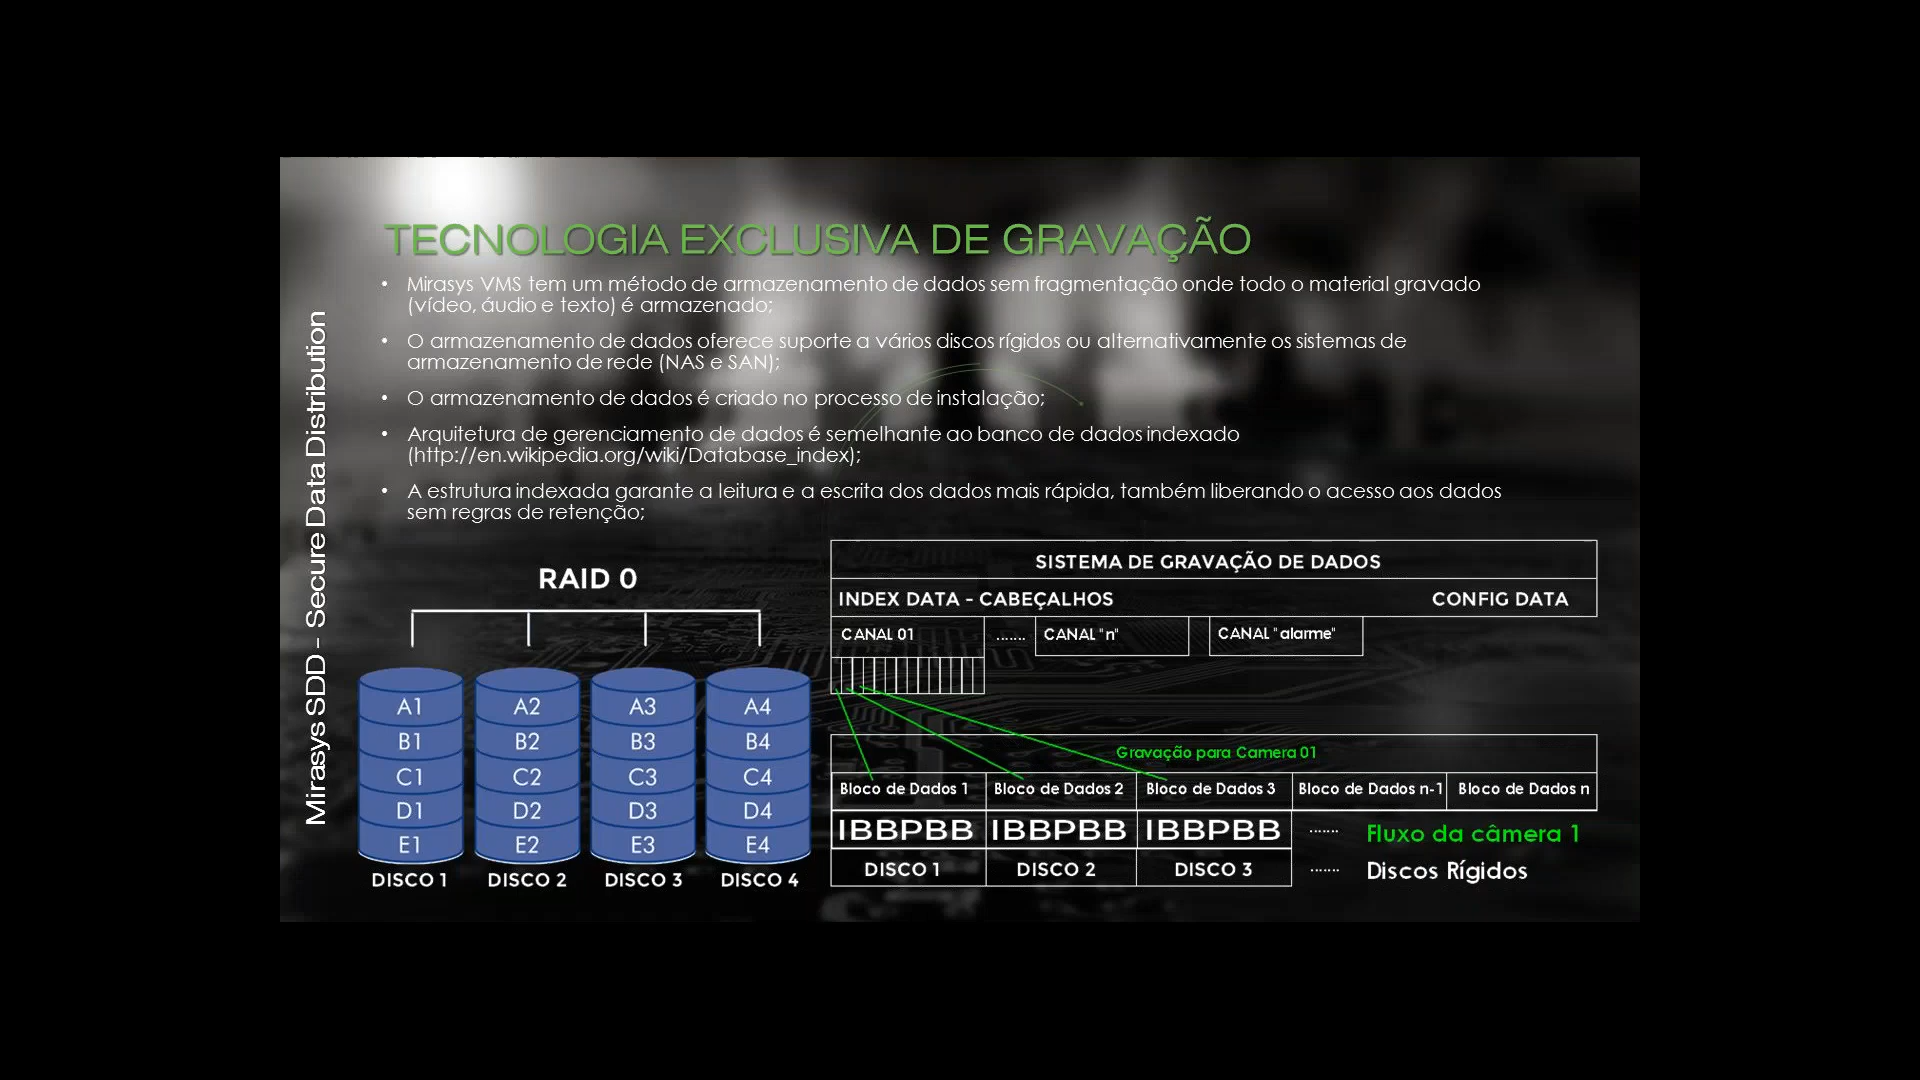 TECNOLOGIA EXCLUSIVA DE GRAVAÇÃO
• Mirasys VMS tem um método de armazenamento de dados sem fragmentação onde todo o material gravado
(vídeo, áudio e texto) é armazenado;
• O armazenamento de dados oferece suporte a vários discos rígidos ou alternativamente os sistemas de
armazenamento de rede (NAS e SAN);
• O armazenamento de dados é criado no processo de instalação;
• Arquitetura de gerenciamento de dados é semelhante ao banco de dados indexado
(http://en.wikipedia.org/wiki/Database_index);
• A estrutura indexada garante a leitura e a escrita dos dados mais rápida, também liberando o acesso aos dados
sem regras de retenção;
Mirasys SDD - Secure Data Distribution
RAID 0
A1 A2 A3 A4
B1 B2 B3 B4
C1 C2 C3 C4
D1 D2 D3 D4
E1 E2 E3 E4
DISCO 1 DISCO 2 DISCO 3 DISCO 4
SISTEMA DE GRAVAÇÃO DE DADOS
INDEX DATA - CABEÇALHOS CONFIG DATA
CANAL 01 ....... CANAL "n" CANAL "alarme"
Gravação para Camera 01
Bloco de Dados 1 Bloco de Dados 2 Bloco de Dados 3 Bloco de Dados n-1 Bloco de Dados n
IBBPBB IBBPBB IBBPBB ....... Fluxo da câmera 1
DISCO 1 DISCO 2 DISCO 3 ....... Discos Rígidos